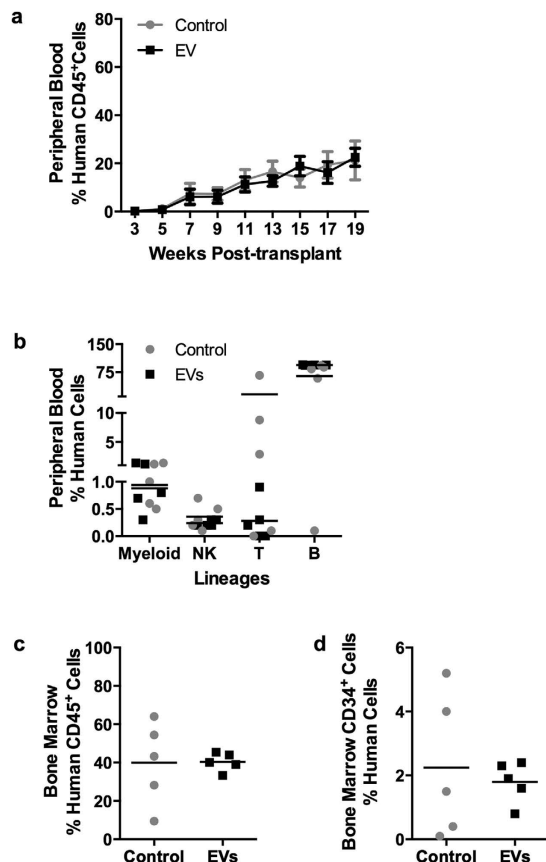 a
Control
EV
Peripheral Blood
% Human CD45⁺Cells
80
60
40
20
0
3 5 7 9 11 13 15 17 19
Weeks Post-transplant
b
Control
EVs
Peripheral Blood
% Human Cells
150
75
10
5
1.0
0.5
0.0
Myeloid NK T B
Lineages
c
Bone Marrow
% Human CD45⁺ Cells
100
80
60
40
20
0
Control EVs
d
Bone Marrow CD34⁺ Cells
% Human Cells
6
4
2
0
Control EVs